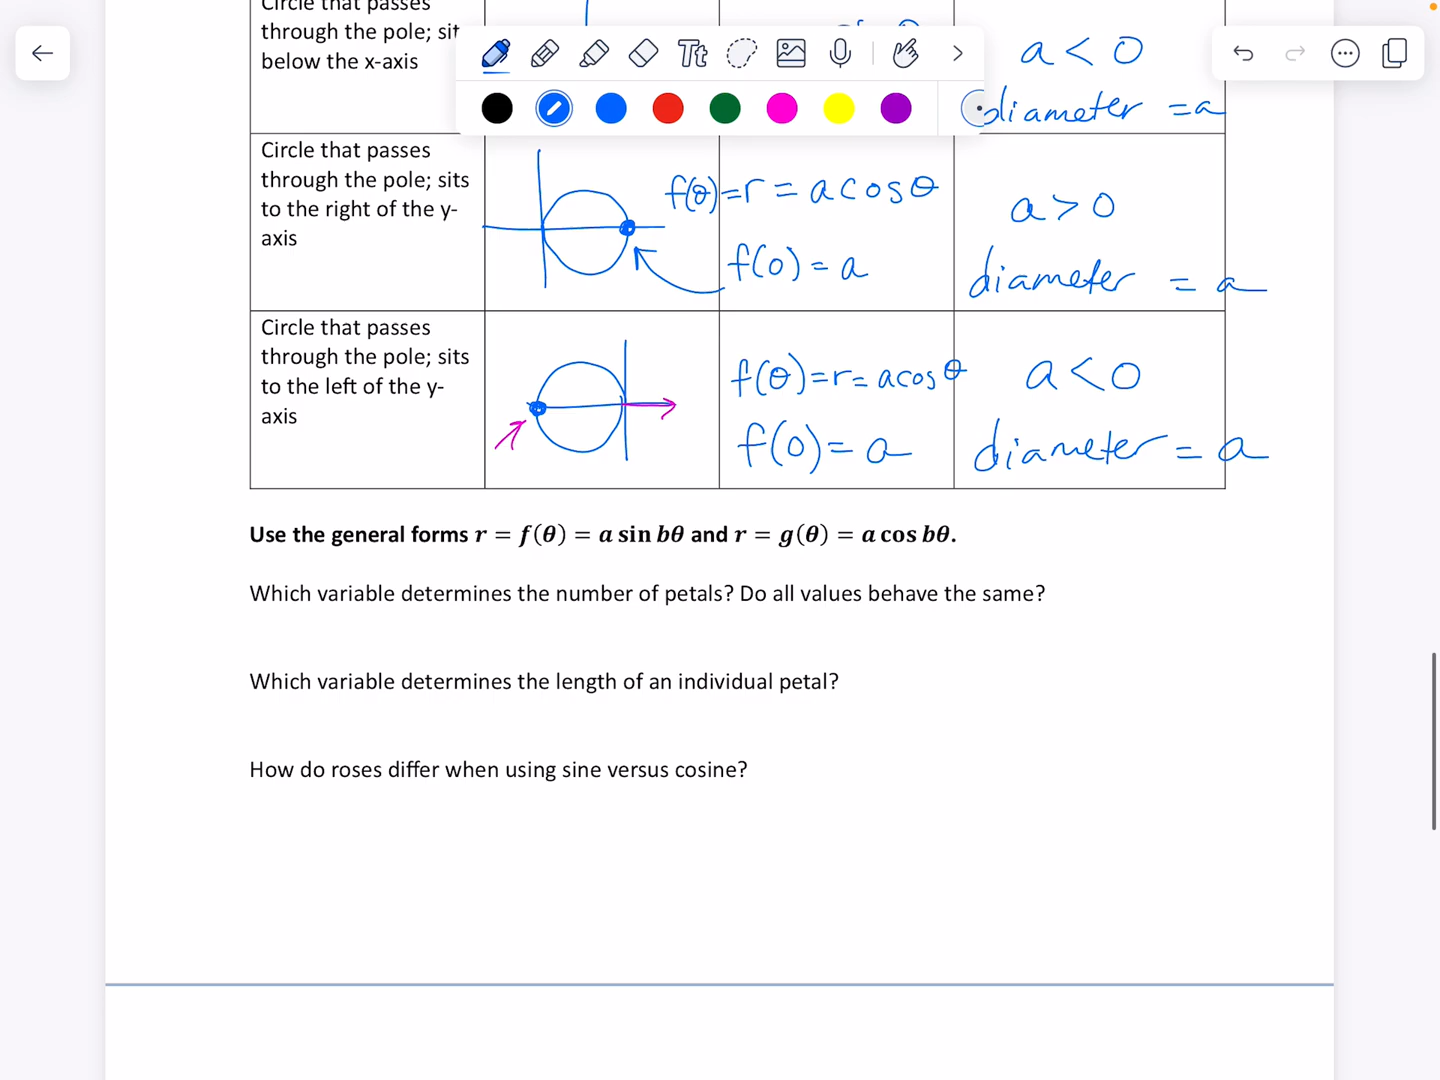 Circle that passes
through the pole; sit
below the x-axis
Tt
a < 0
diameter = a
Circle that passes
through the pole; sits
to the right of the y-
axis
f(θ)=r = a cosθ
f(0) = a
a > 0
diameter = a
Circle that passes
through the pole; sits
to the left of the y-
axis
f(θ)=r= acosθ
f(0)= a
a < 0
diameter = a
Use the general forms r = f(θ) = a sin bθ and r = g(θ) = a cos bθ.
Which variable determines the number of petals? Do all values behave the same?
Which variable determines the length of an individual petal?
How do roses differ when using sine versus cosine?